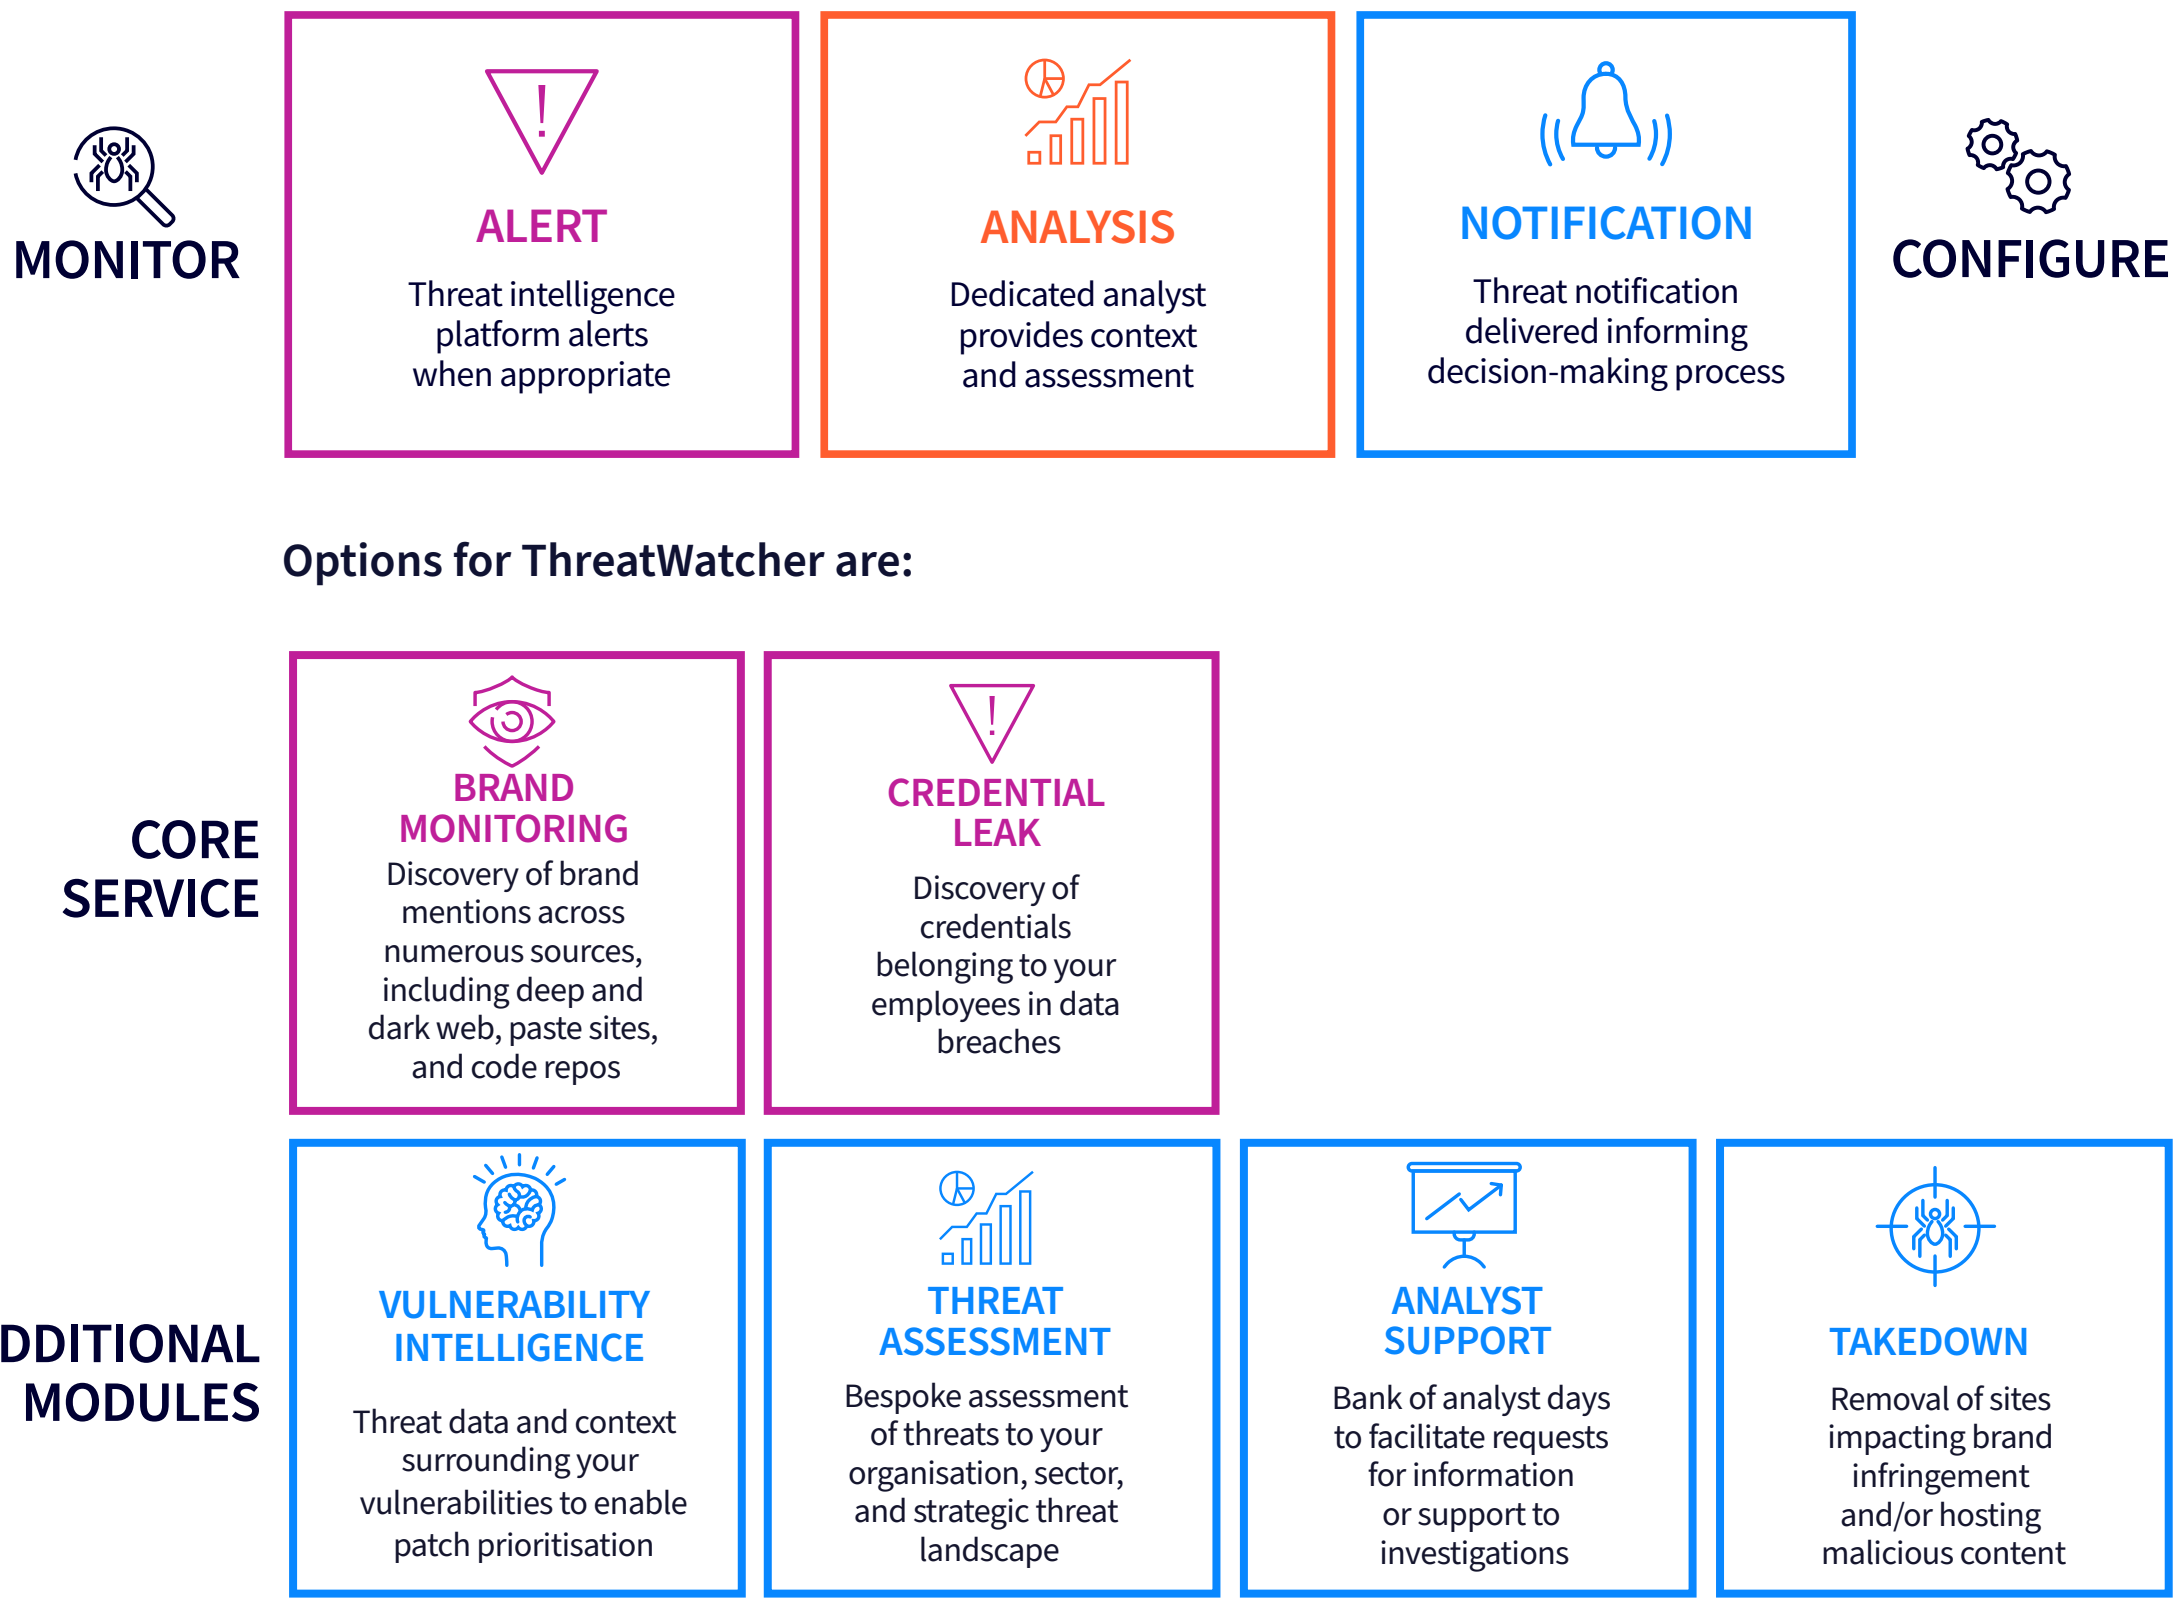 MONITOR
ALERT
Threat intelligence
platform alerts
when appropriate
ANALYSIS
Dedicated analyst
provides context
and assessment
NOTIFICATION
Threat notification
delivered informing
decision-making process
CONFIGURE
Options for ThreatWatcher are:
CORE
SERVICE
BRAND
MONITORING
Discovery of brand
mentions across
numerous sources,
including deep and
dark web, paste sites,
and code repos
CREDENTIAL
LEAK
Discovery of
credentials
belonging to your
employees in data
breaches
DDITIONAL
MODULES
VULNERABILITY
INTELLIGENCE
Threat data and context
surrounding your
vulnerabilities to enable
patch prioritisation
THREAT
ASSESSMENT
Bespoke assessment
of threats to your
organisation, sector,
and strategic threat
landscape
ANALYST
SUPPORT
Bank of analyst days
to facilitate requests
for information
or support to
investigations
TAKEDOWN
Removal of sites
impacting brand
infringement
and/or hosting
malicious content